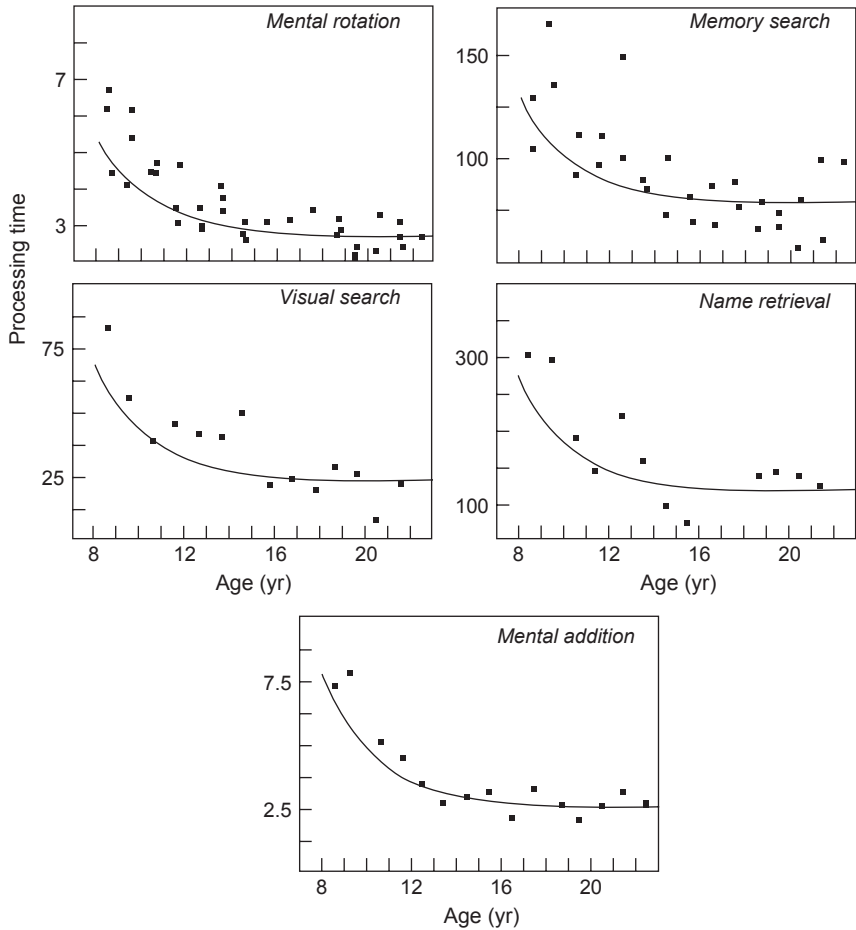 Mental rotation
Memory search
7
3
150
100
Processing time
Visual search
Name retrieval
75
25
8 12 16 20
Age (yr)
300
100
8 12 16 20
Age (yr)
Mental addition
7.5
2.5
8 12 16 20
Age (yr)